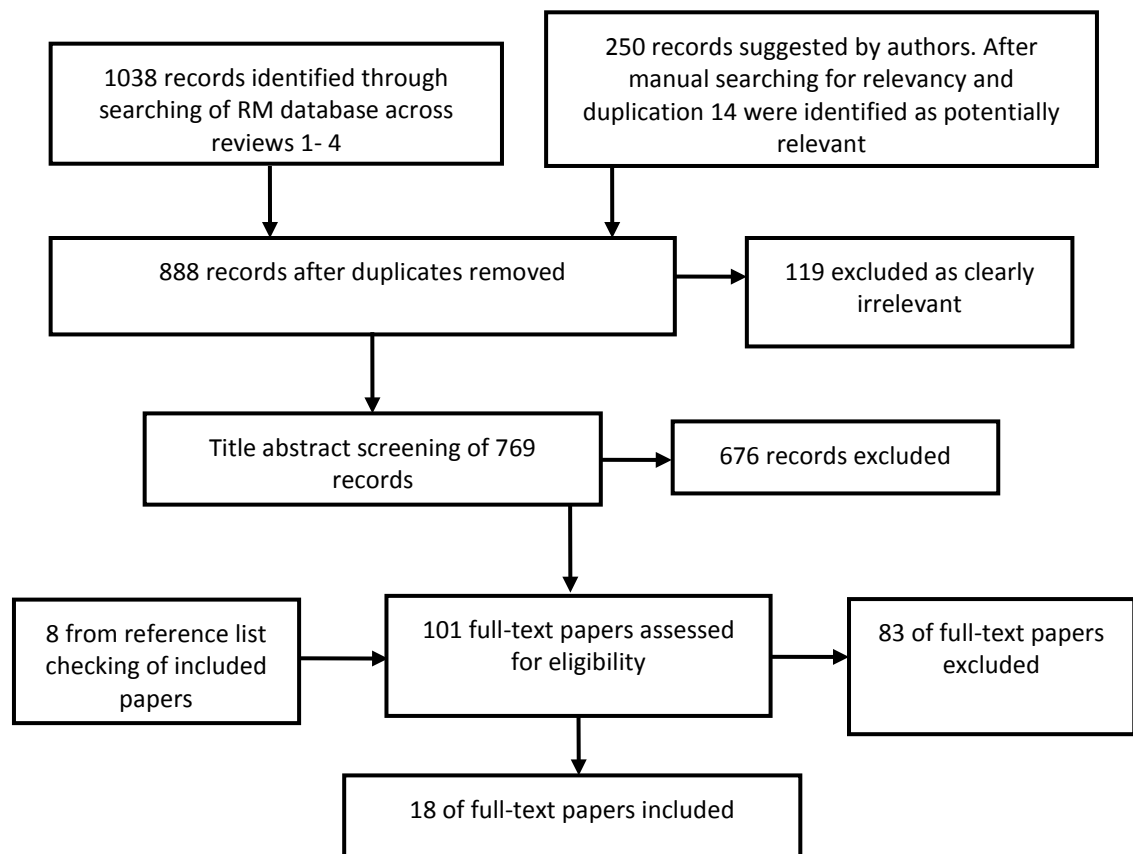 1038 records identified through
searching of RM database across
reviews 1- 4
250 records suggested by authors. After
manual searching for relevancy and
duplication 14 were identified as potentially
relevant
888 records after duplicates removed
119 excluded as clearly
irrelevant
Title abstract screening of 769
records
676 records excluded
8 from reference list
checking of included
papers
101 full-text papers assessed
for eligibility
83 of full-text papers
excluded
18 of full-text papers included